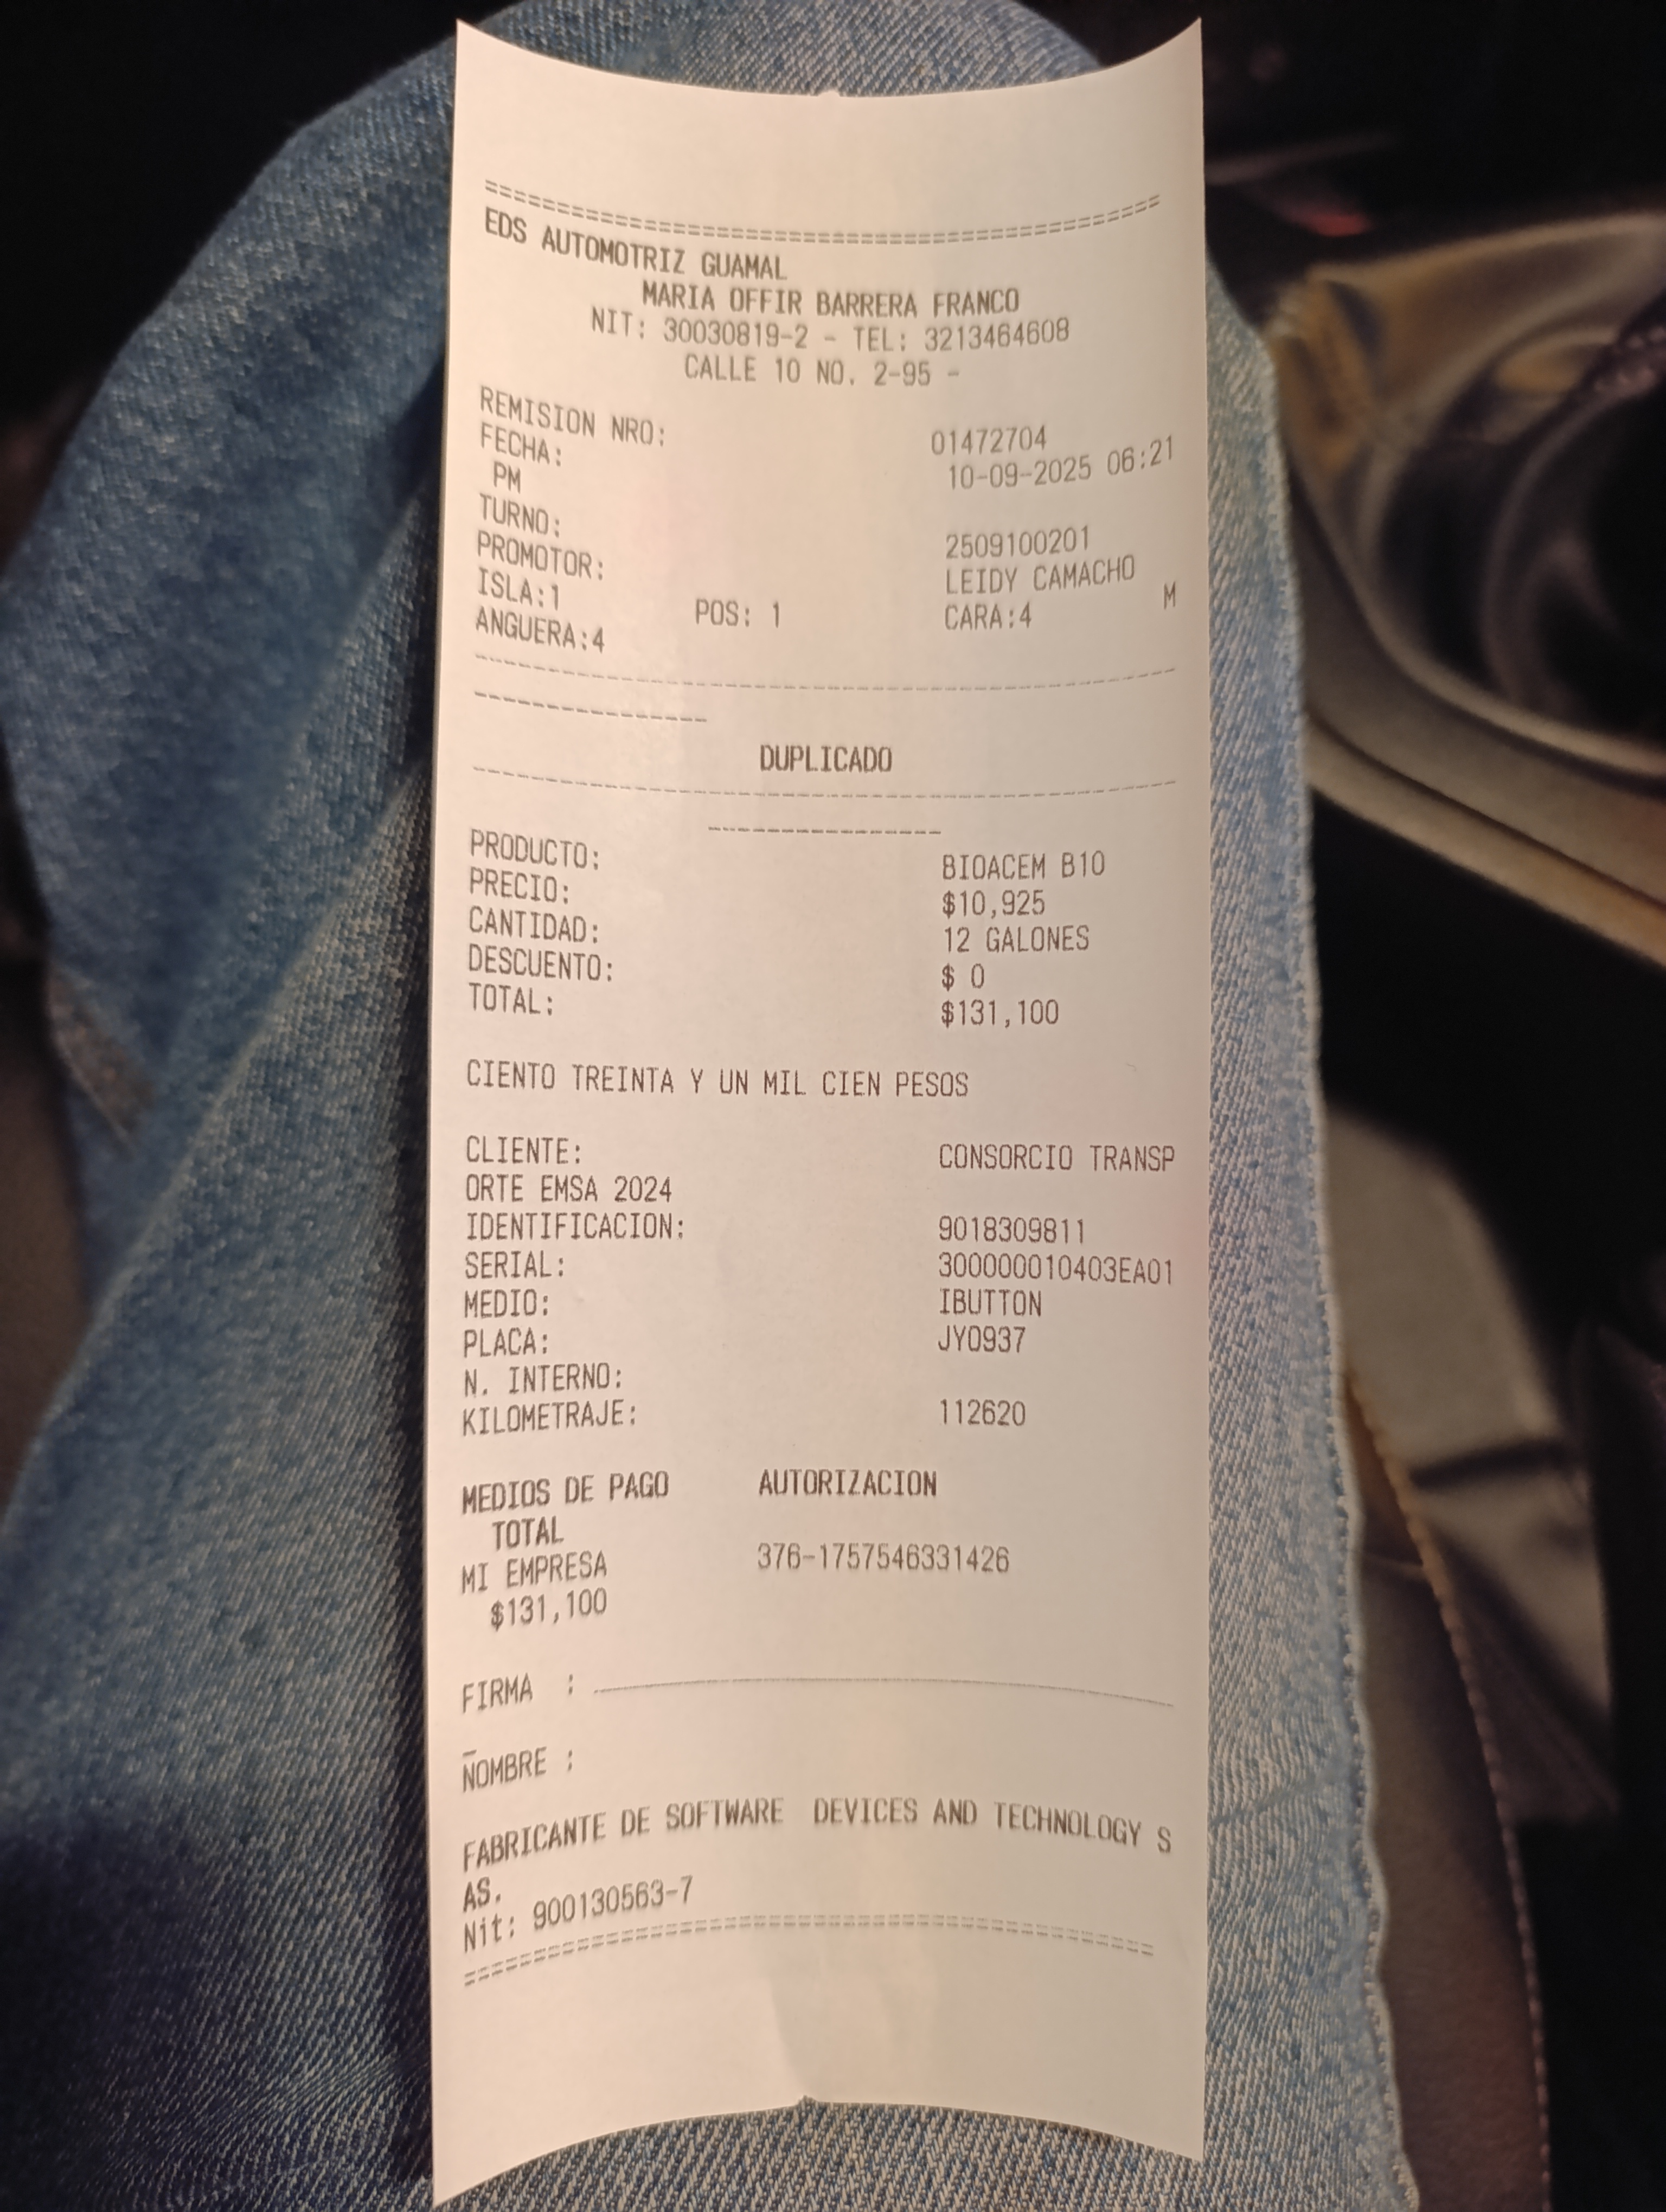 ================================================
EDS AUTOMOTRIZ GUAMAL
MARIA OFFIR BARRERA FRANCO
NIT: 30030819-2 - TEL: 3213464608
CALLE 10 NO. 2-95 -
REMISION NRO: 01472704
FECHA: 10-09-2025 06:21
PM
TURNO: 2509100201
PROMOTOR: LEIDY CAMACHO
ISLA:1 POS: 1 CARA:4 M
ANGUERA:4
------------------------------------------------
----------------
DUPLICADO
------------------------------------------------
----------------
PRODUCTO: BIOACEM B10
PRECIO: $10,925
CANTIDAD: 12 GALONES
DESCUENTO: $ 0
TOTAL: $131,100
CIENTO TREINTA Y UN MIL CIEN PESOS
CLIENTE: CONSORCIO TRANSP
ORTE EMSA 2024
IDENTIFICACION: 9018309811
SERIAL: 300000010403EA01
MEDIO: IBUTTON
PLACA: JYO937
N. INTERNO:
KILOMETRAJE: 112620
MEDIOS DE PAGO AUTORIZACION
TOTAL
MI EMPRESA 376-1757546331426
$131,100
FIRMA : ________________________________________
_
NOMBRE :
FABRICANTE DE SOFTWARE DEVICES AND TECHNOLOGY S
AS.
Nit: 900130563-7
================================================